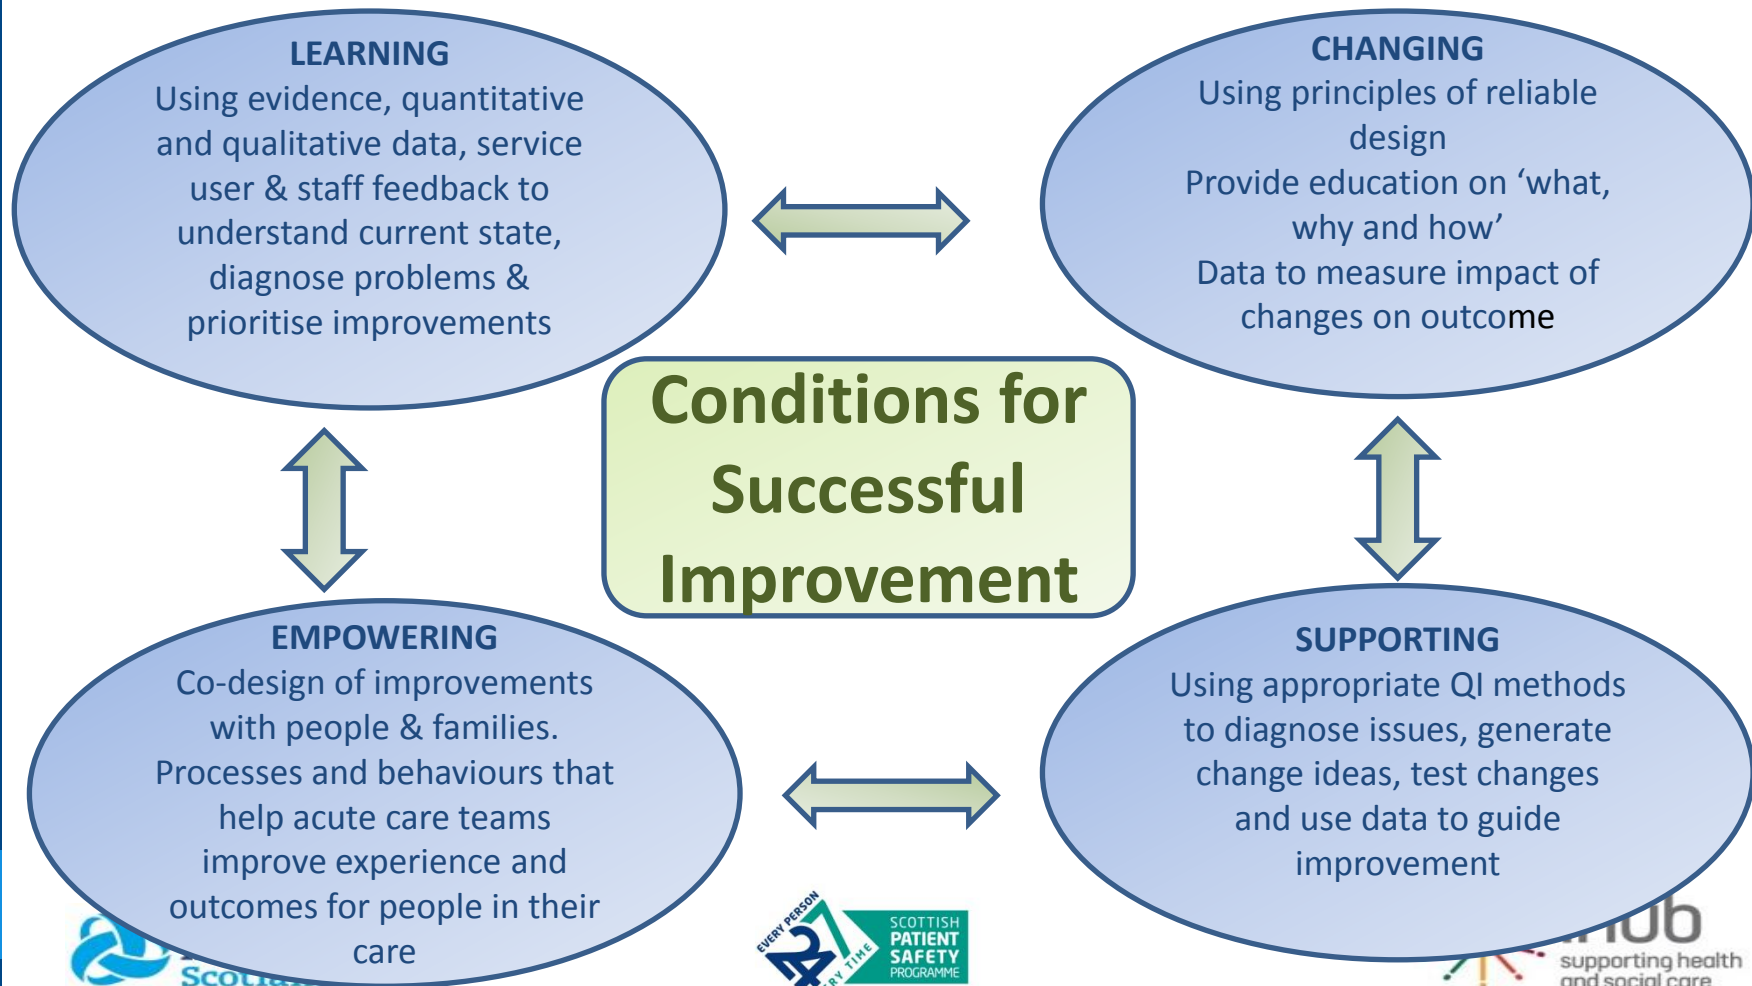 LEARNING
Using evidence, quantitative
and qualitative data, service
user & staff feedback to
understand current state,
diagnose problems &
prioritise improvements
CHANGING
Using principles of reliable
design
Provide education on ‘what,
why and how’
Data to measure impact of
changes on outcome
Conditions for
Successful
Improvement
EMPOWERING
Co-design of improvements
with people & families.
Processes and behaviours that
help acute care teams
improve experience and
outcomes for people in their
care
SUPPORTING
Using appropriate QI methods
to diagnose issues, generate
change ideas, test changes
and use data to guide
improvement
EVERY PERSON
TIME
SCOTTISH
PATIENT
SAFETY
PROGRAMME
supporting health
and social care